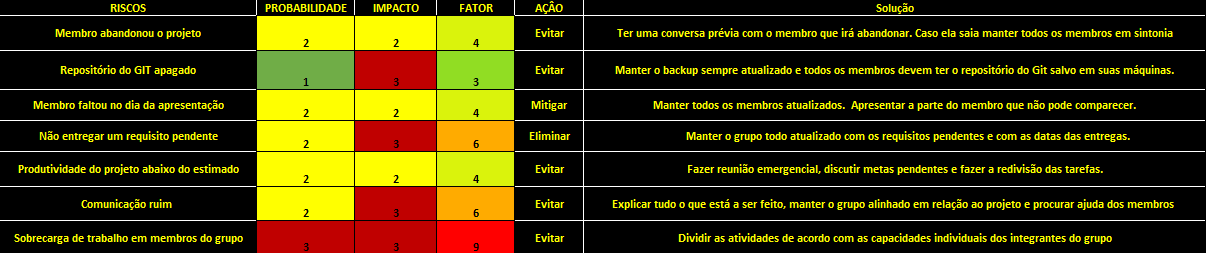 RISCOS PROBABILIDADE IMPACTO FATOR AÇÂO Solução
Membro abandonou o projeto 2 2 4 Evitar Ter uma conversa prévia com o membro que irá abandonar. Caso ela saia manter todos os membros em sintonia
Repositório do GIT apagado 1 3 3 Evitar Manter o backup sempre atualizado e todos os membros devem ter o repositório do Git salvo em suas máquinas.
Membro faltou no dia da apresentação 2 2 4 Mitigar Manter todos os membros atualizados. Apresentar a parte do membro que não pode comparecer.
Não entregar um requisito pendente 2 3 6 Eliminar Manter o grupo todo atualizado com os requisitos pendentes e com as datas das entregas.
Produtividade do projeto abaixo do estimado 2 2 4 Evitar Fazer reunião emergencial, discutir metas pendentes e fazer a redivisão das tarefas.
Comunicação ruim 2 3 6 Evitar Explicar tudo o que está a ser feito, manter o grupo alinhado em relação ao projeto e procurar ajuda dos membros
Sobrecarga de trabalho em membros do grupo 3 3 9 Evitar Dividir as atividades de acordo com as capacidades individuais dos integrantes do grupo